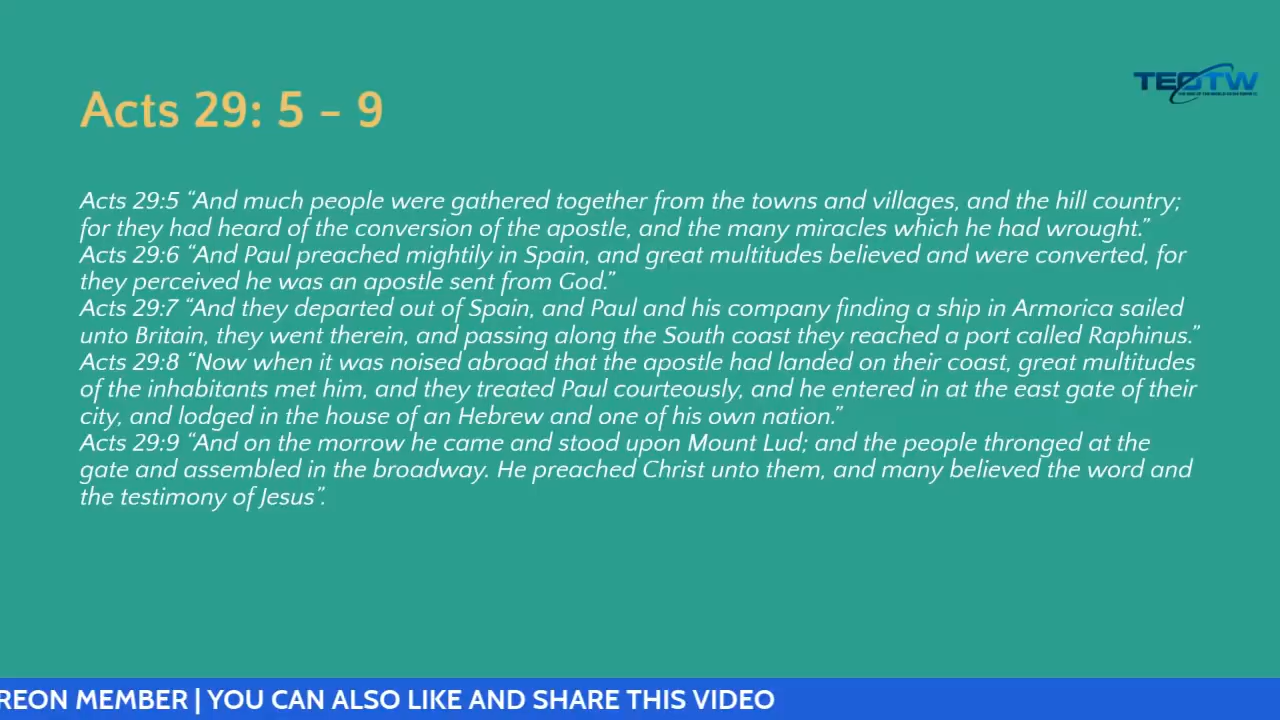 Acts 29: 5 – 9
TEOTW
Acts 29:5 “And much people were gathered together from the towns and villages, and the hill country;
for they had heard of the conversion of the apostle, and the many miracles which he had wrought.”
Acts 29:6 “And Paul preached mightily in Spain, and great multitudes believed and were converted, for
they perceived he was an apostle sent from God.”
Acts 29:7 “And they departed out of Spain, and Paul and his company finding a ship in Armorica sailed
unto Britain, they went therein, and passing along the South coast they reached a port called Raphinus.”
Acts 29:8 “Now when it was noised abroad that the apostle had landed on their coast, great multitudes
of the inhabitants met him, and they treated Paul courteously, and he entered in at the east gate of their
city, and lodged in the house of an Hebrew and one of his own nation.”
Acts 29:9 “And on the morrow he came and stood upon Mount Lud; and the people thronged at the
gate and assembled in the broadway. He preached Christ unto them, and many believed the word and
the testimony of Jesus”.
REON MEMBER | YOU CAN ALSO LIKE AND SHARE THIS VIDEO